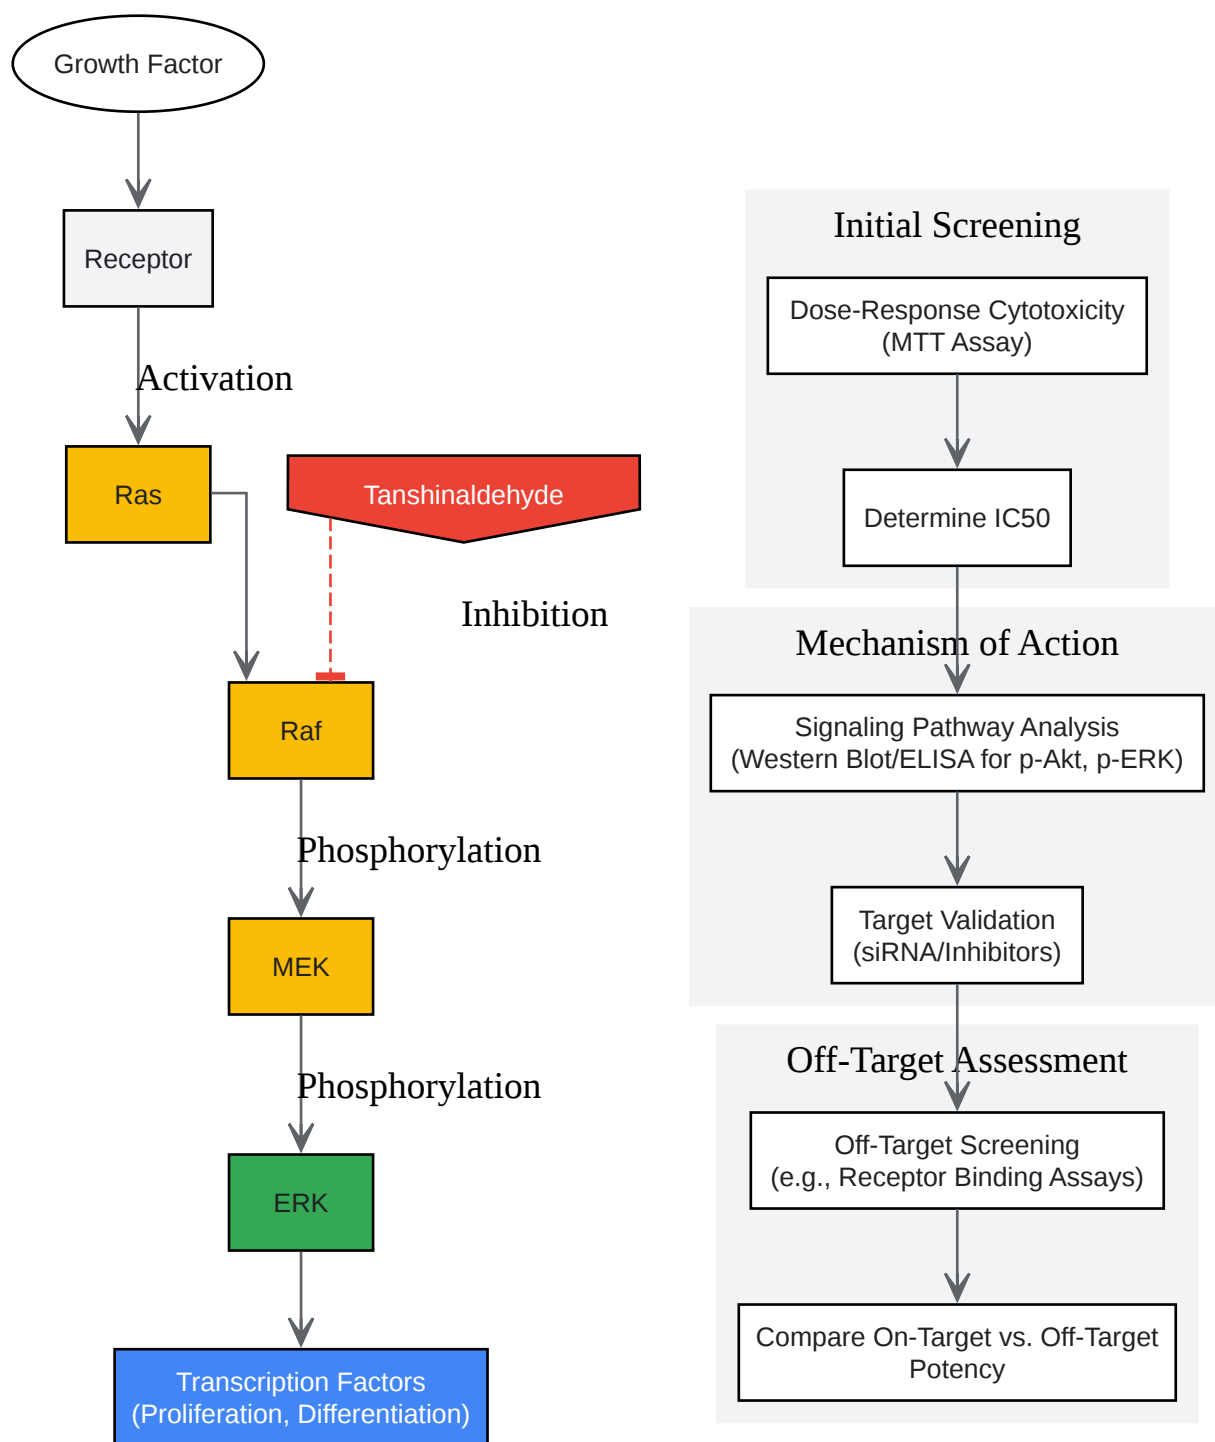 Growth Factor
Receptor
Activation
Ras
Tanshinaldehyde
Inhibition
Raf
Phosphorylation
MEK
Phosphorylation
ERK
Transcription Factors
(Proliferation, Differentiation)
Initial Screening
Dose-Response Cytotoxicity
(MTT Assay)
Determine IC50
Mechanism of Action
Signaling Pathway Analysis
(Western Blot/ELISA for p-Akt, p-ERK)
Target Validation
(siRNA/Inhibitors)
Off-Target Assessment
Off-Target Screening
(e.g., Receptor Binding Assays)
Compare On-Target vs. Off-Target
Potency